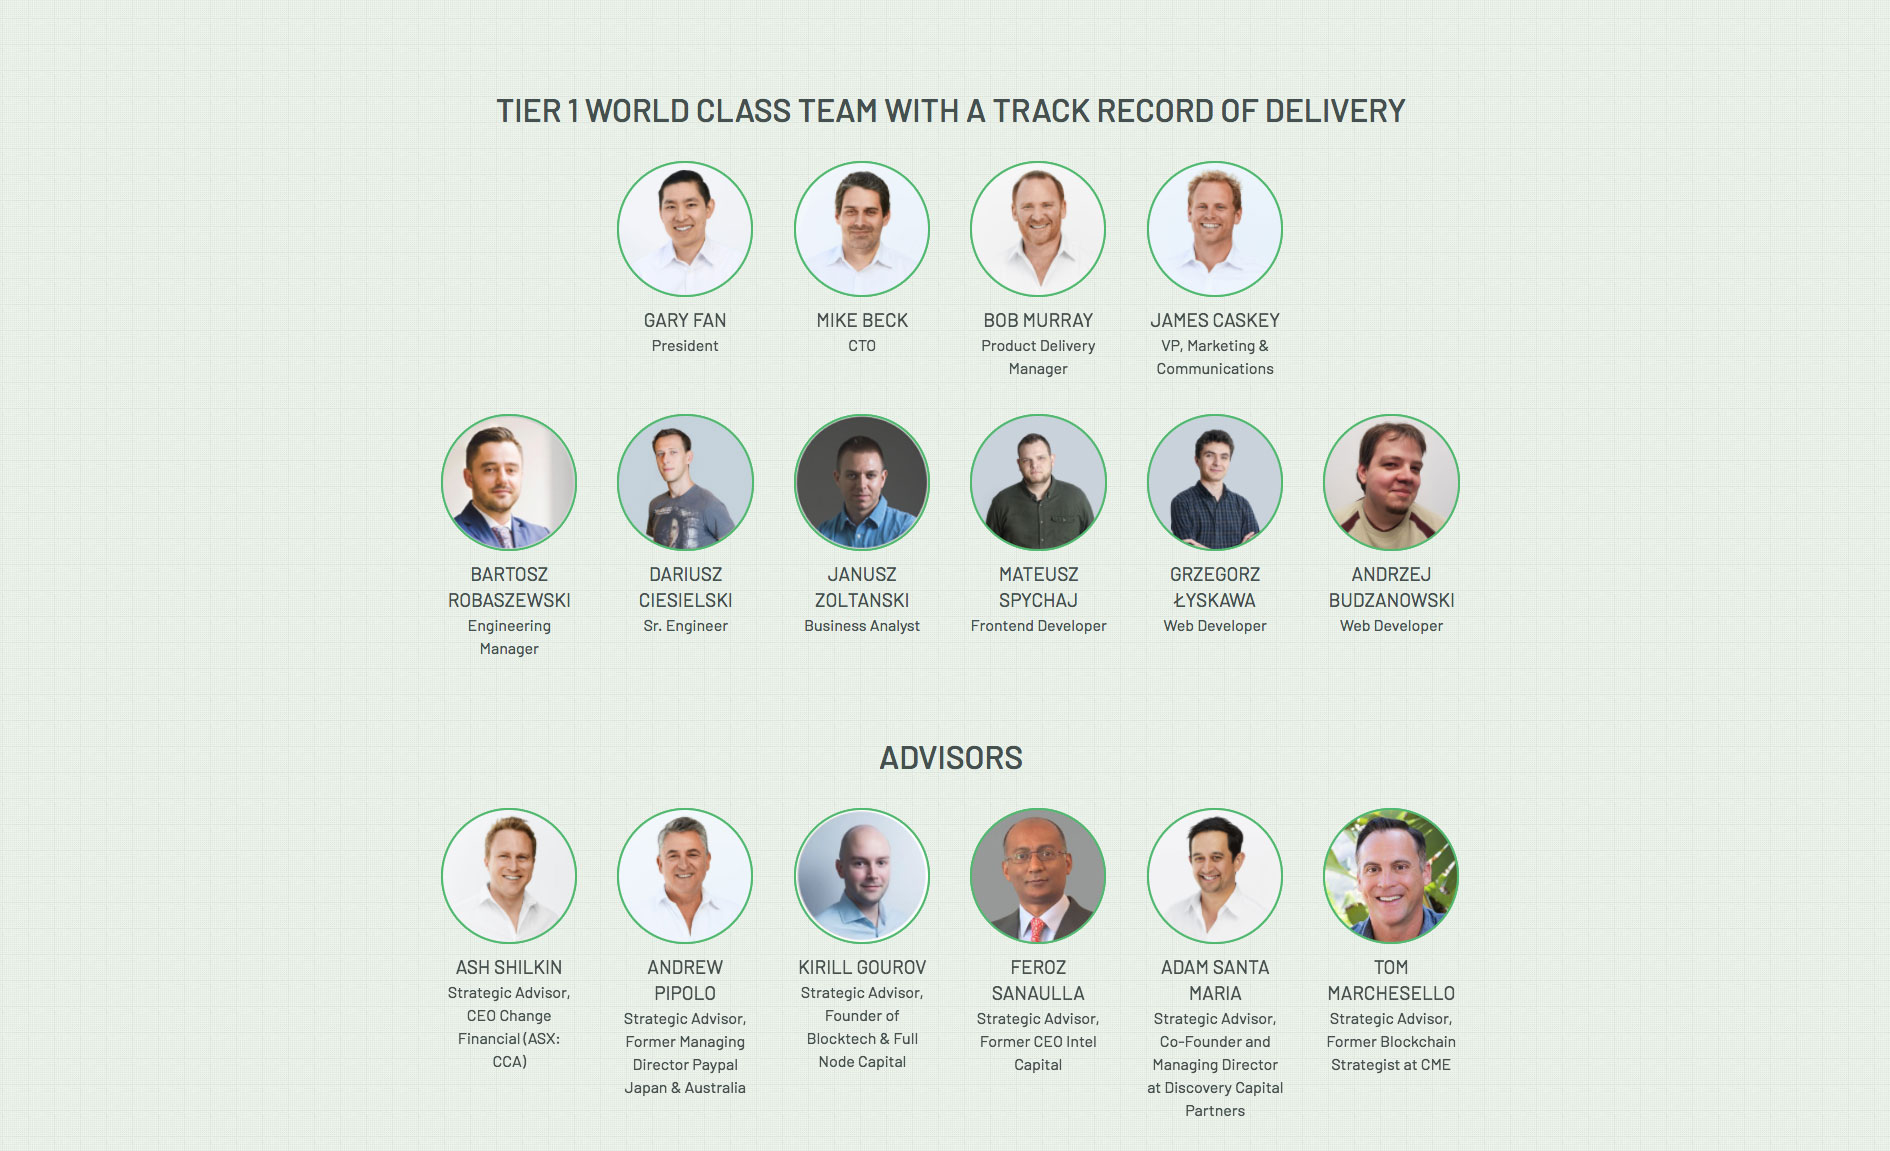 TIER 1 WORLD CLASS TEAM WITH A TRACK RECORD OF DELIVERY
GARY FAN
President
MIKE BECK
CTO
BOB MURRAY
Product Delivery
Manager
JAMES CASKEY
VP, Marketing &
Communications
BARTOSZ
ROBASZEWSKI
Engineering
Manager
DARIUSZ
CIESIELSKI
Sr. Engineer
JANUSZ
ZOLTANSKI
Business Analyst
MATEUSZ
SPYCHAJ
Frontend Developer
GRZEGORZ
ŁYSKAWA
Web Developer
ANDRZEJ
BUDZANOWSKI
Web Developer
ADVISORS
ASH SHILKIN
Strategic Advisor,
CEO Change
Financial (ASX:
CCA)
ANDREW
PIPOLO
Strategic Advisor,
Former Managing
Director Paypal
Japan & Australia
KIRILL GOUROV
Strategic Advisor,
Founder of
Blocktech & Full
Node Capital
FEROZ
SANAULLA
Strategic Advisor,
Former CEO Intel
Capital
ADAM SANTA
MARIA
Strategic Advisor,
Co-Founder and
Managing Director
at Discovery Capital
Partners
TOM
MARCHESELLO
Strategic Advisor,
Former Blockchain
Strategist at CME